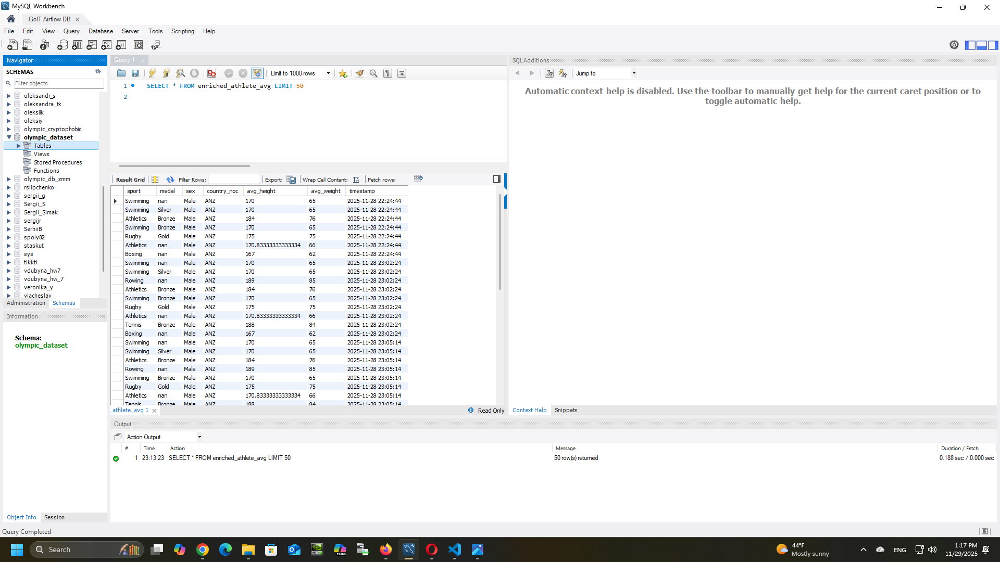 MySQL Workbench
GoIT Airflow DB
File Edit View Query Database Server Tools Scripting Help
Navigator
SCHEMAS
Filter objects
oleksandr_s
oleksandra_tk
oleksiik
oleksiy
olympic_cryptophobic
olympic_dataset
Tables
Views
Stored Procedures
Functions
olympic_db_zmm
rslipchenko
sergii_g
Sergii_S
Sergii_Simak
sergijr
SerhiiB
spoly82
staskut
sys
tlkktl
vdubyna_hw7
vdubyna_hw_7
veronika_y
viacheslav
Administration Schemas
Information
Schema:
olympic_dataset
Object Info Session
Query 1
Limit to 1000 rows
1 SELECT * FROM enriched_athlete_avg LIMIT 50
2
Result Grid Filter Rows: Export: Wrap Cell Content: Fetch rows:
sport medal sex country_noc avg_height avg_weight timestamp
Swimming nan Male ANZ 170 65 2025-11-28 22:24:44
Swimming Silver Male ANZ 170 65 2025-11-28 22:24:44
Athletics Bronze Male ANZ 184 76 2025-11-28 22:24:44
Swimming Bronze Male ANZ 170 65 2025-11-28 22:24:44
Rugby Gold Male ANZ 175 75 2025-11-28 22:24:44
Athletics nan Male ANZ 170.83333333333334 66 2025-11-28 22:24:44
Boxing nan Male ANZ 167 62 2025-11-28 22:24:44
Swimming nan Male ANZ 170 65 2025-11-28 23:02:24
Swimming Silver Male ANZ 170 65 2025-11-28 23:02:24
Rowing nan Male ANZ 189 85 2025-11-28 23:02:24
Athletics Bronze Male ANZ 184 76 2025-11-28 23:02:24
Swimming Bronze Male ANZ 170 65 2025-11-28 23:02:24
Rugby Gold Male ANZ 175 75 2025-11-28 23:02:24
Athletics nan Male ANZ 170.83333333333334 66 2025-11-28 23:02:24
Tennis Bronze Male ANZ 188 84 2025-11-28 23:02:24
Boxing nan Male ANZ 167 62 2025-11-28 23:02:24
Swimming nan Male ANZ 170 65 2025-11-28 23:05:14
Swimming Silver Male ANZ 170 65 2025-11-28 23:05:14
Athletics Bronze Male ANZ 184 76 2025-11-28 23:05:14
Rowing nan Male ANZ 189 85 2025-11-28 23:05:14
Swimming Bronze Male ANZ 170 65 2025-11-28 23:05:14
Rugby Gold Male ANZ 175 75 2025-11-28 23:05:14
Athletics nan Male ANZ 170.83333333333334 66 2025-11-28 23:05:14
Tennis Bronze Male ANZ 188 84 2025-11-28 23:05:14
_athlete_avg 1 Read Only
SQLAdditions
Jump to
Automatic context help is disabled. Use the toolbar to manually get help for the current caret position or to
toggle automatic help.
Context Help Snippets
Output
Action Output
# Time Action Message Duration / Fetch
1 23:13:23 SELECT * FROM enriched_athlete_avg LIMIT 50 50 row(s) returned 0.188 sec / 0.000 sec
Query Completed
Search
M365
44°F
Mostly sunny
ENG
1:17 PM
11/29/2025